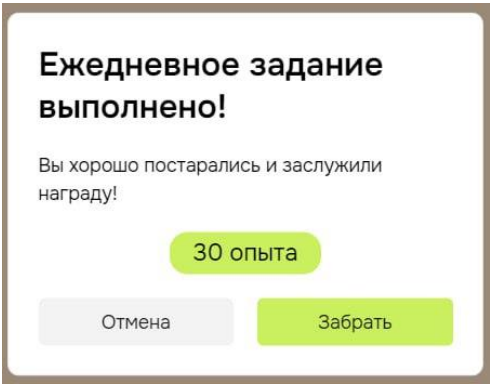 Ежедневное задание
выполнено!
Вы хорошо постарались и заслужили
награду!
30 опыта
Отмена
Забрать